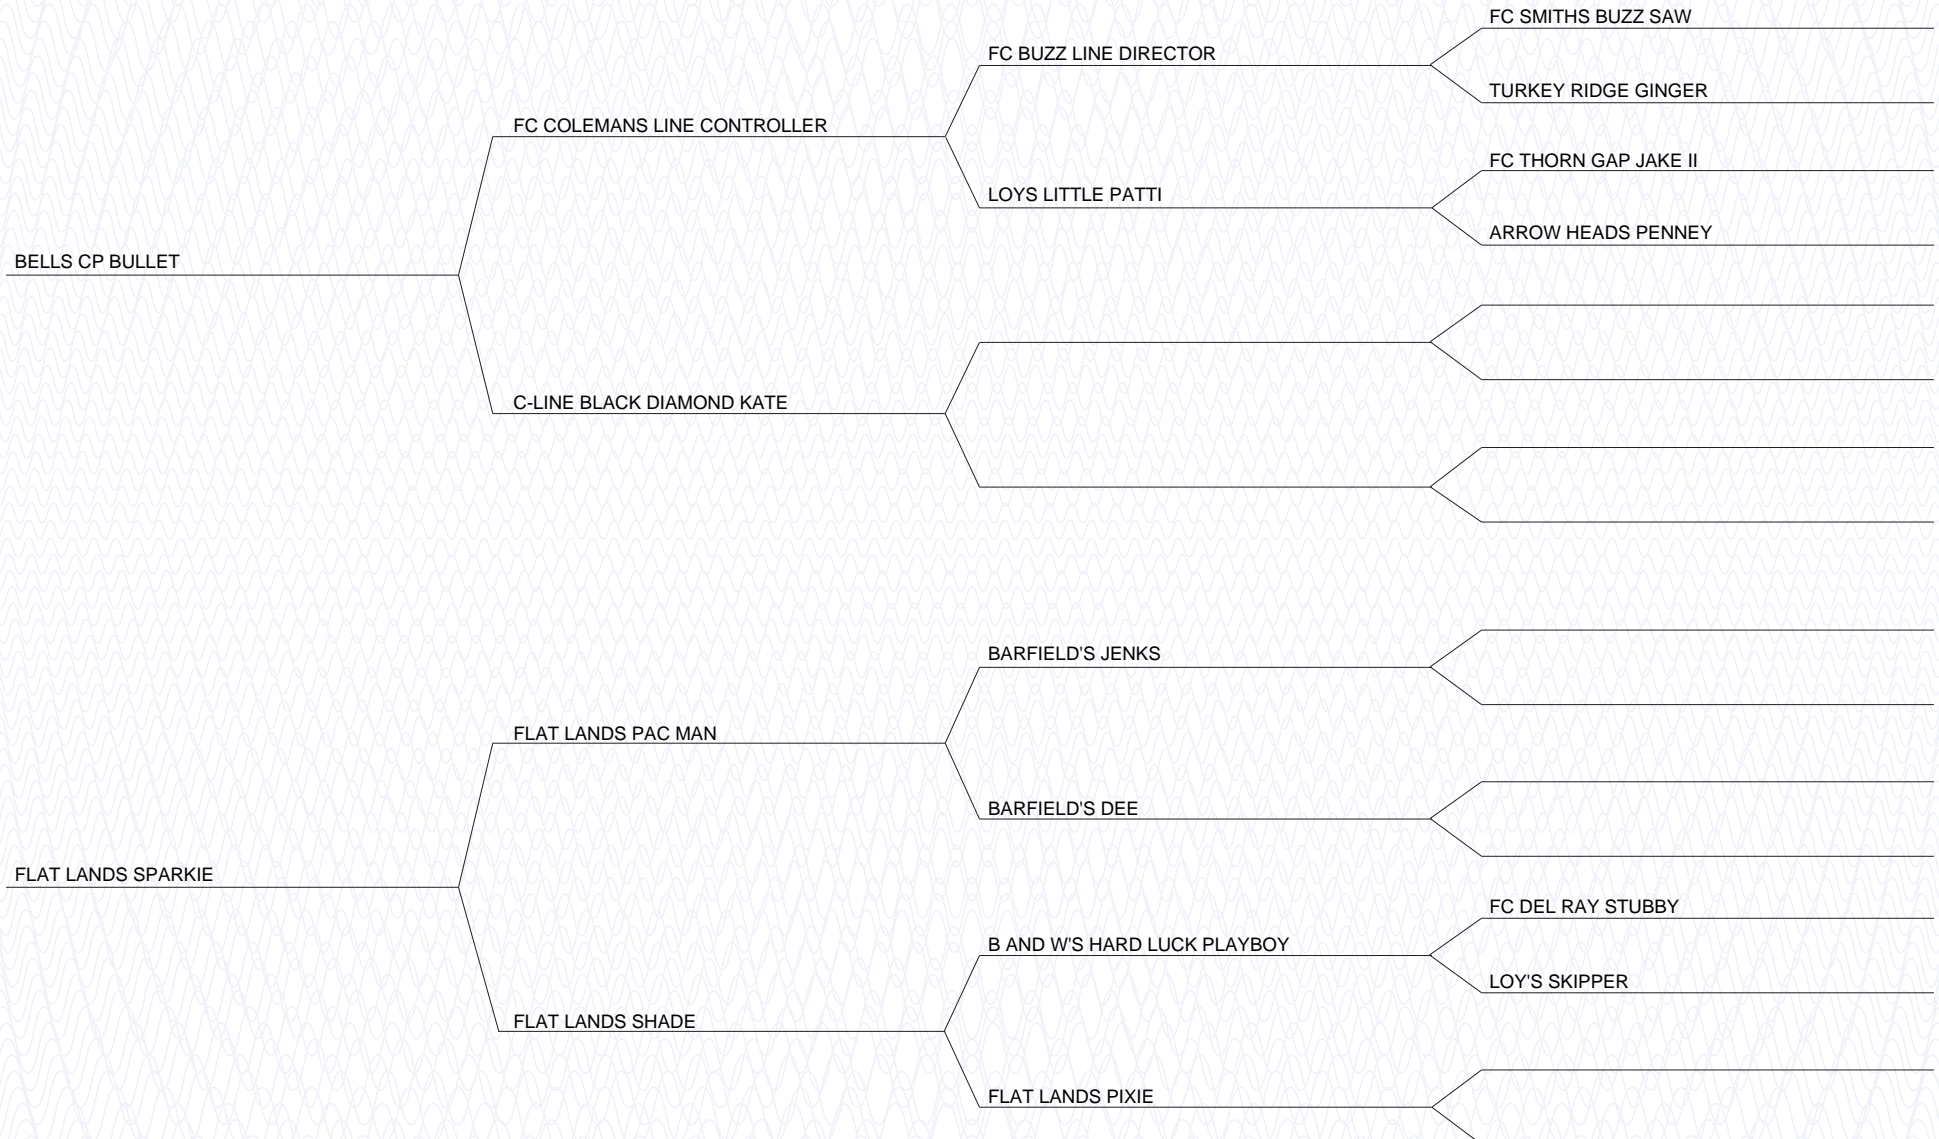 FC SMITHS BUZZ SAW
FC BUZZ LINE DIRECTOR
TURKEY RIDGE GINGER
FC COLEMANS LINE CONTROLLER
FC THORN GAP JAKE II
LOYS LITTLE PATTI
ARROW HEADS PENNEY
BELLS CP BULLET
C-LINE BLACK DIAMOND KATE
BARFIELD'S JENKS
FLAT LANDS PAC MAN
BARFIELD'S DEE
FLAT LANDS SPARKIE
FC DEL RAY STUBBY
B AND W'S HARD LUCK PLAYBOY
LOY'S SKIPPER
FLAT LANDS SHADE
FLAT LANDS PIXIE